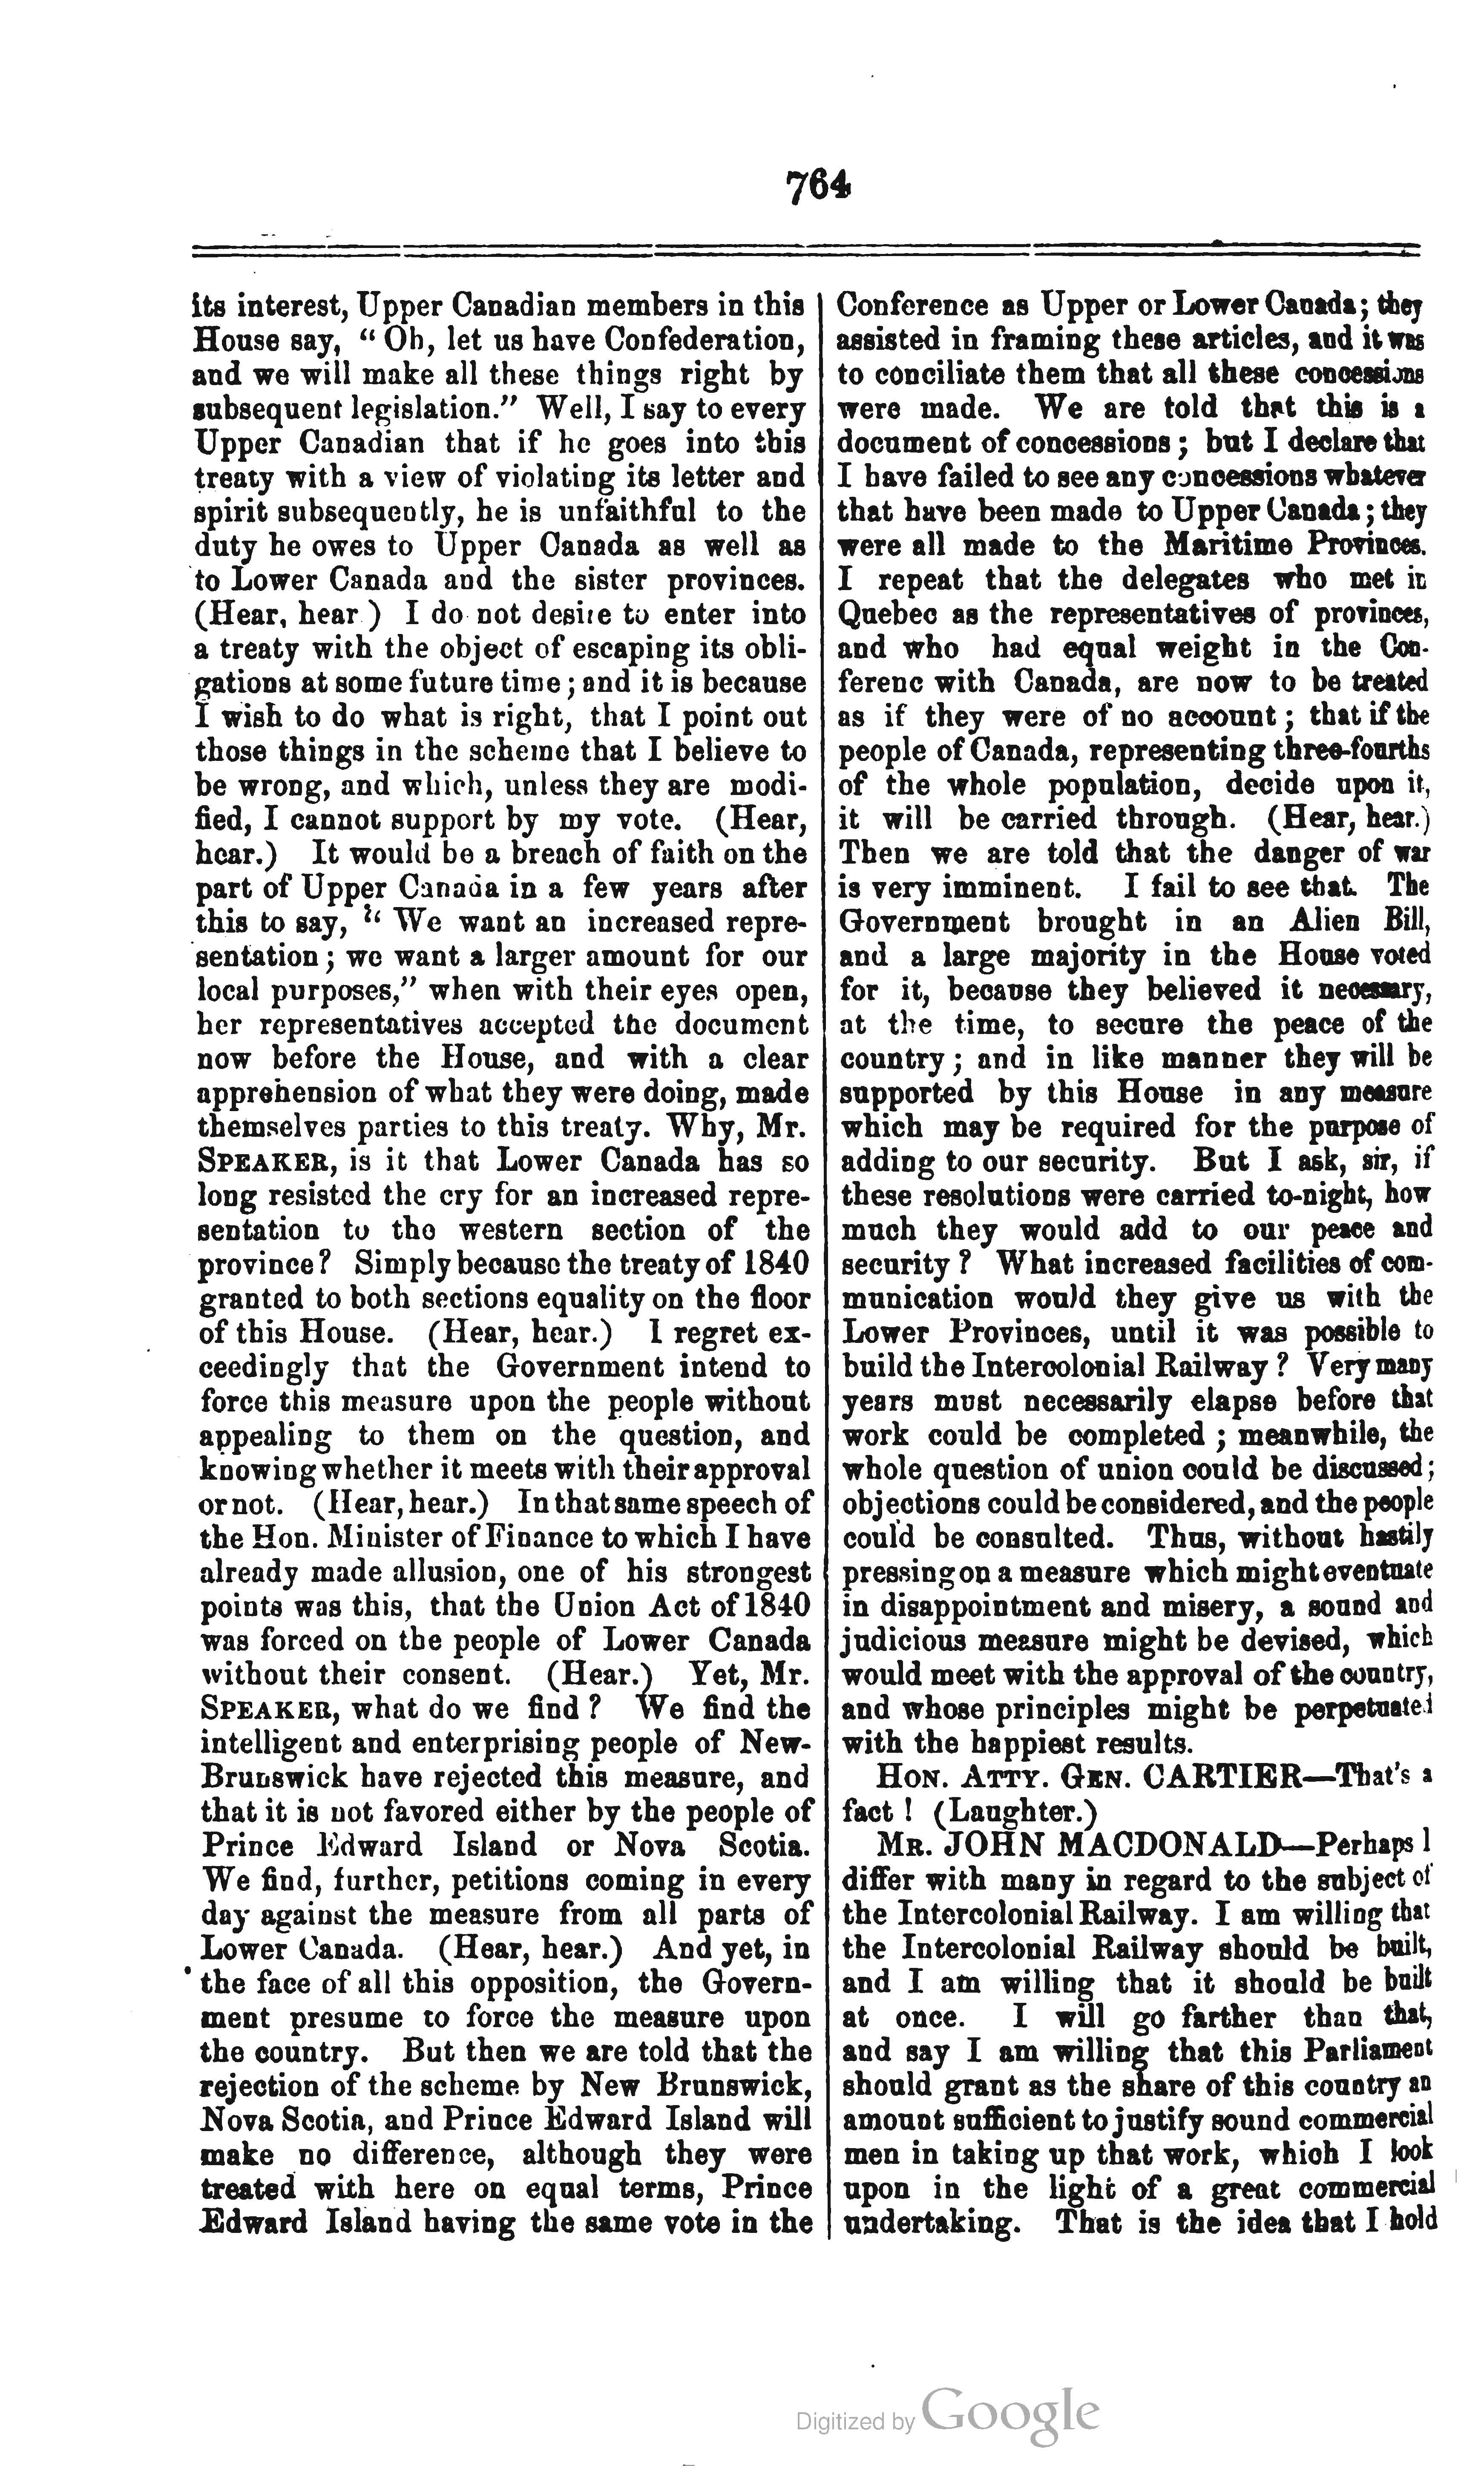 764
its interest, Upper Canadian members in this
House say, “ Oh, let us have Confederation,
and we will make all these things right by
subsequent legislation.” Well, I say to every
Upper Canadian that if he goes into this
treaty with a view of violating its letter and
spirit subsequently, he is unfaithful to the
duty he owes to Upper Canada as well as
to Lower Canada and the sister provinces.
(Hear, hear ) I do not desire to enter into
a treaty with the object of escaping its obli-
gations at some future time ; and it is because
I wish to do what is right, that I point out
those things in the scheme that I believe to
be wrong, and which, unless they are modi-
fied, I cannot support by my vote. (Hear,
hear.) It would be a breach of faith on the
part of Upper Canada in a few years after
this to say, “ We want an increased repre-
sentation ; we want a larger amount for our
local purposes,” when with their eyes open,
her representatives accepted the document
now before the House, and with a clear
apprehension of what they were doing, made
themselves parties to this treaty. Why, Mr.
SPEAKER, is it that Lower Canada has so
long resisted the cry for an increased repre-
sentation to the western section of the
province? Simply because the treaty of 1840
granted to both sections equality on the floor
of this House. (Hear, hear.) I regret ex-
ceedingly that the Government intend to
force this measure upon the people without
appealing to them on the question, and
knowing whether it meets with their approval
or not. (Hear, hear.) In that same speech of
the Hon. Minister of Finance to which I have
already made allusion, one of his strongest
points was this, that the Union Act of 1840
was forced on the people of Lower Canada
without their consent. (Hear.) Yet, Mr.
SPEAKER, what do we find ? We find the
intelligent and enterprising people of New-
Brunswick have rejected this measure, and
that it is not favored either by the people of
Prince Edward Island or Nova Scotia.
We find, further, petitions coming in every
day against the measure from all parts of
Lower Canada. (Hear, hear.) And yet, in
the face of all this opposition, the Govern-
ment presume to force the measure upon
the country. But then we are told that the
rejection of the scheme by New Brunswick,
Nova Scotia, and Prince Edward Island will
make no difference, although they were
treated with here on equal terms, Prince
Edward Island having the same vote in the
Conference as Upper or Lower Canada; they
assisted in framing these articles, and it was
to conciliate them that all these concessions
were made. We are told that this is a
document of concessions ; but I declare that
I have failed to see any concessions whatever
that have been made to Upper Canada ; they
were all made to the Maritime Provinces.
I repeat that the delegates who met in
Quebec as the representatives of provinces,
and who had equal weight in the Con-
ferenc with Canada, are now to be treated
as if they were of no account ; that if the
people of Canada, representing three-fourths
of the whole population, decide upon it,
it will be carried through. (Hear, hear.)
Then we are told that the danger of war
is very imminent. I fail to see that. The
Government brought in an Alien Bill,
and a large majority in the House voted
for it, because they believed it necessary,
at the time, to secure the peace of the
country ; and in like manner they will be
supported by this House in any measure
which may be required for the purpose of
adding to our security. But I ask, sir, if
these resolutions were carried to-night, how
much they would add to our peace and
security ? What increased facilities of com-
munication would they give us with the
Lower Provinces, until it was possible to
build the Intercolonial Railway ? Very many
years must necessarily elapse before that
work could be completed ; meanwhile, the
whole question of union could be discussed ;
objections could be considered, and the people
could be consulted. Thus, without hastily
pressing on a measure which might eventuate
in disappointment and misery, a sound and
judicious measure might be devised, which
would meet with the approval of the country,
and whose principles might be perpetuated
with the happiest results.
HON. ATTY. GEN. CARTIER—That's a
fact ! (Laughter.)
MR. JOHN MACDONALD—Perhaps I
differ with many in regard to the subject of
the Intercolonial Railway. I am willing that
the Intercolonial Railway should be built,
and I am willing that it should be built
at once. I will go farther than that,
and say I am willing that this Parliament
should grant as the share of this country an
amount sufficient to justify sound commercial
men in taking up that work, which I look
upon in the light of a great commercial
undertaking. That is the idea that I hold
Digitized by Google